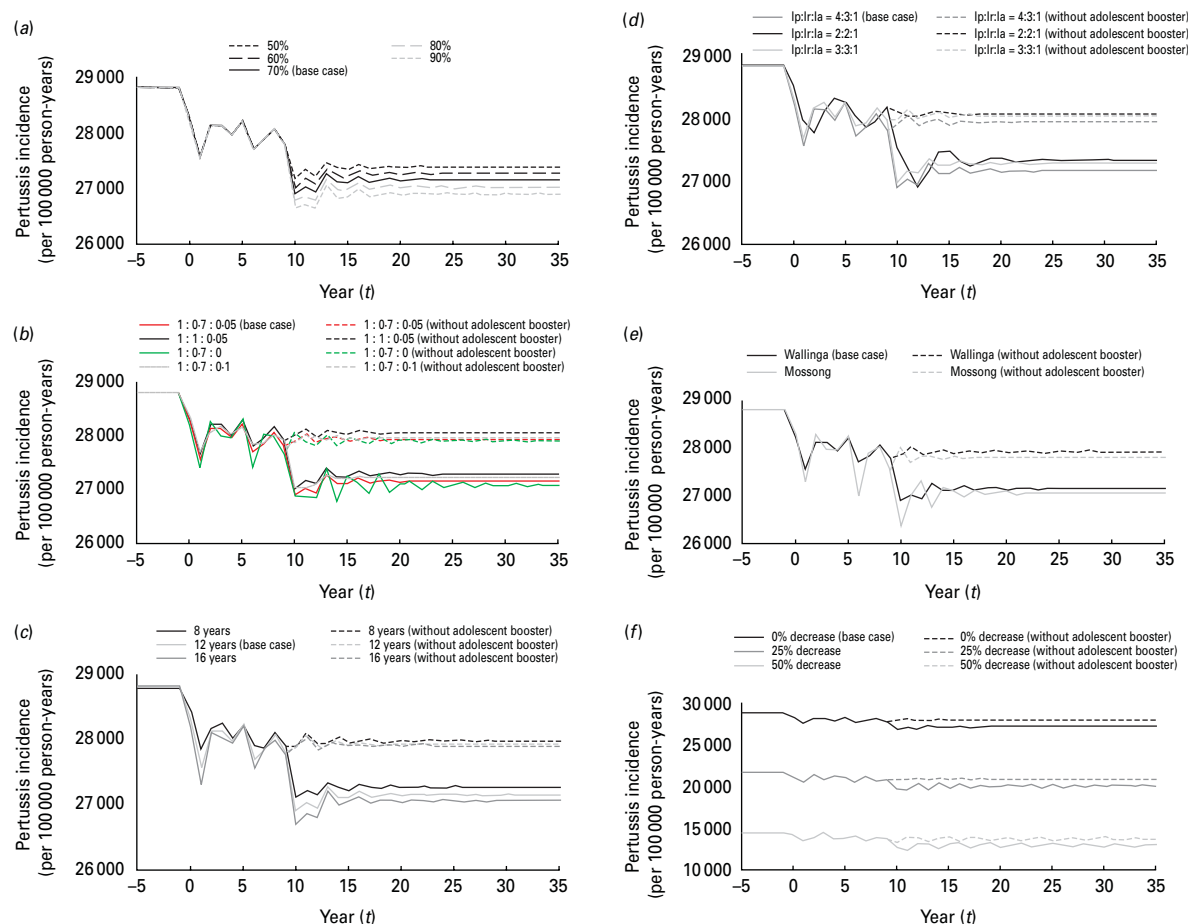 (a)
50%
60%
70% (base case)
80%
90%
Pertussis incidence
(per 100 000 person-years)
29 000
28 000
27 000
26 000
–5 0 5 10 15 20 25 30 35
Year (t)
(b)
1 : 0·7 : 0·05 (base case)
1 : 1 : 0·05
1 : 0·7 : 0
1 : 0·7 : 0·1
1 : 0·7 : 0·05 (without adolescent booster)
1 : 1 : 0·05 (without adolescent booster)
1 : 0·7 : 0 (without adolescent booster)
1 : 0·7 : 0·1 (without adolescent booster)
Pertussis incidence
(per 100 000 person-years)
29 000
28 000
27 000
26 000
–5 0 5 10 15 20 25 30 35
Year (t)
(c)
8 years
12 years (base case)
16 years
8 years (without adolescent booster)
12 years (without adolescent booster)
16 years (without adolescent booster)
Pertussis incidence
(per 100 000 person-years)
29 000
28 000
27 000
26 000
–5 0 5 10 15 20 25 30 35
Year (t)
(d)
Ip:Ir:Ia = 4:3:1 (base case)
Ip:Ir:Ia = 2:2:1
Ip:Ir:Ia = 3:3:1
Ip:Ir:Ia = 4:3:1 (without adolescent booster)
Ip:Ir:Ia = 2:2:1 (without adolescent booster)
Ip:Ir:Ia = 3:3:1 (without adolescent booster)
Pertussis incidence
(per 100 000 person-years)
29 000
28 000
27 000
26 000
–5 0 5 10 15 20 25 30 35
Year (t)
(e)
Wallinga (base case)
Mossong
Wallinga (without adolescent booster)
Mossong (without adolescent booster)
Pertussis incidence
(per 100 000 person-years)
29 000
28 000
27 000
26 000
–5 0 5 10 15 20 25 30 35
Year (t)
(f)
0% decrease (base case)
25% decrease
50% decrease
0% decrease (without adolescent booster)
25% decrease (without adolescent booster)
50% decrease (without adolescent booster)
Pertussis incidence
(per 100 000 person-years)
30 000
25 000
20 000
15 000
10 000
–5 0 5 10 15 20 25 30 35
Year (t)